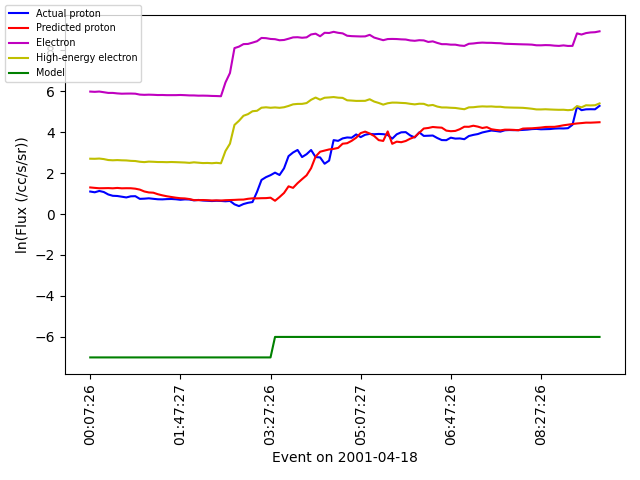 Actual proton
Predicted proton
Electron
High-energy electron
Model
8
6
4
2
0
−2
−4
−6
ln(Flux (/cc/s/sr))
00:07:26
01:47:27
03:27:26
05:07:27
06:47:26
08:27:26
Event on 2001-04-18